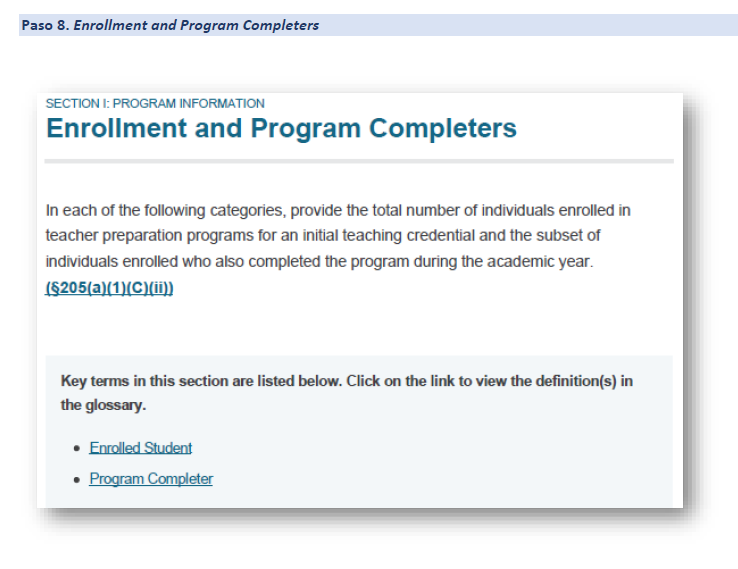 Paso 8. Enrollment and Program Completers
SECTION I: PROGRAM INFORMATION
Enrollment and Program Completers
In each of the following categories, provide the total number of individuals enrolled in
teacher preparation programs for an initial teaching credential and the subset of
individuals enrolled who also completed the program during the academic year.
(§205(a)(1)(C)(ii))
Key terms in this section are listed below. Click on the link to view the definition(s) in
the glossary.
• Enrolled Student
• Program Completer